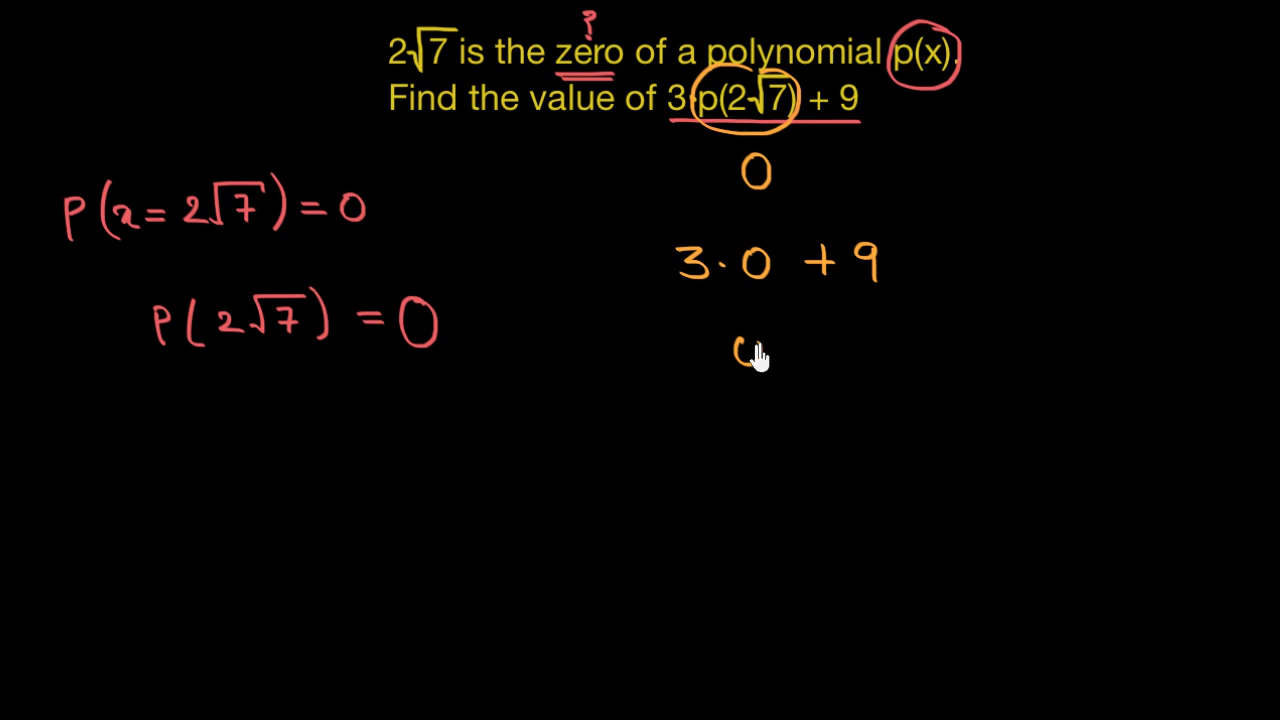 ?
2√7 is the zero of a polynomial p(x).
Find the value of 3·p(2√7) + 9
0
P(x = 2√7) = 0
3·0 + 9
P(2√7) = 0